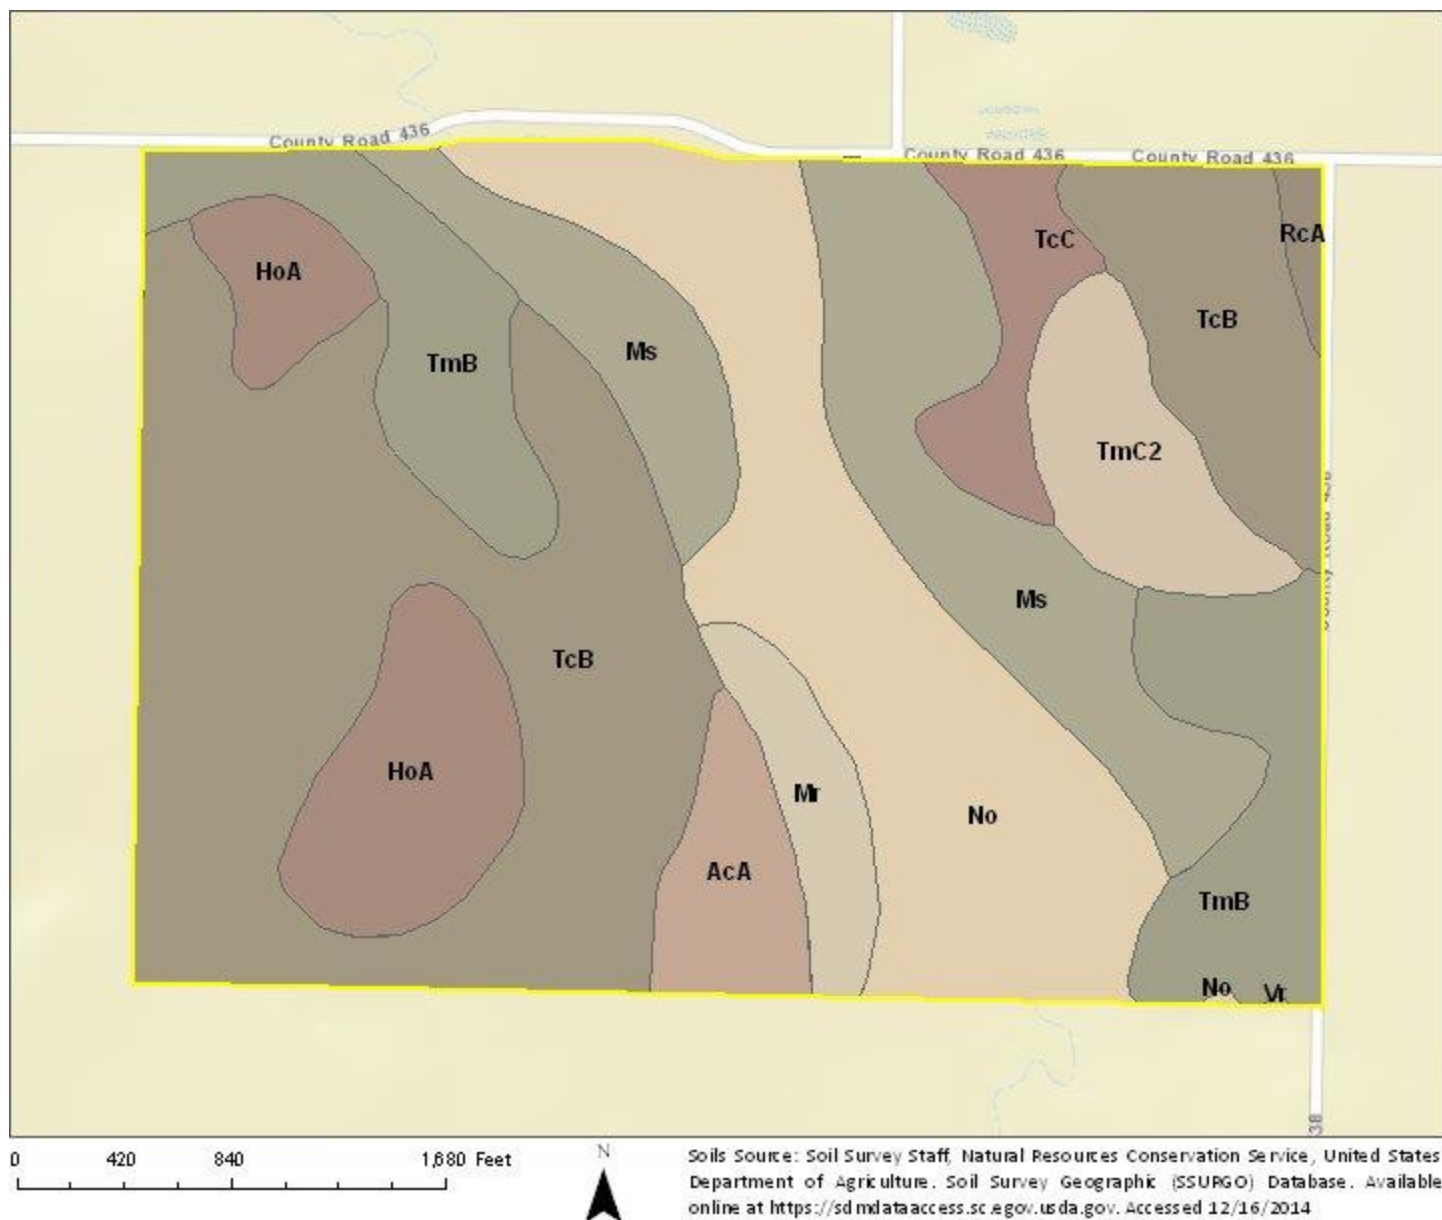 County Road 436
County Road 436
County Road 436
RcA
TcC
HoA
TcB
Ms
TmB
TmC2
Ms
TcB
HoA
Mr
No
AcA
TmB
No
Vr
38
0 420 840 1,680 Feet
N
Soils Source: Soil Survey Staff, Natural Resources Conservation Service, United States
Department of Agriculture. Soil Survey Geographic (SSURGO) Database. Available
online at https://sdmdataaccess.sc.egov.usda.gov. Accessed 12/16/2014